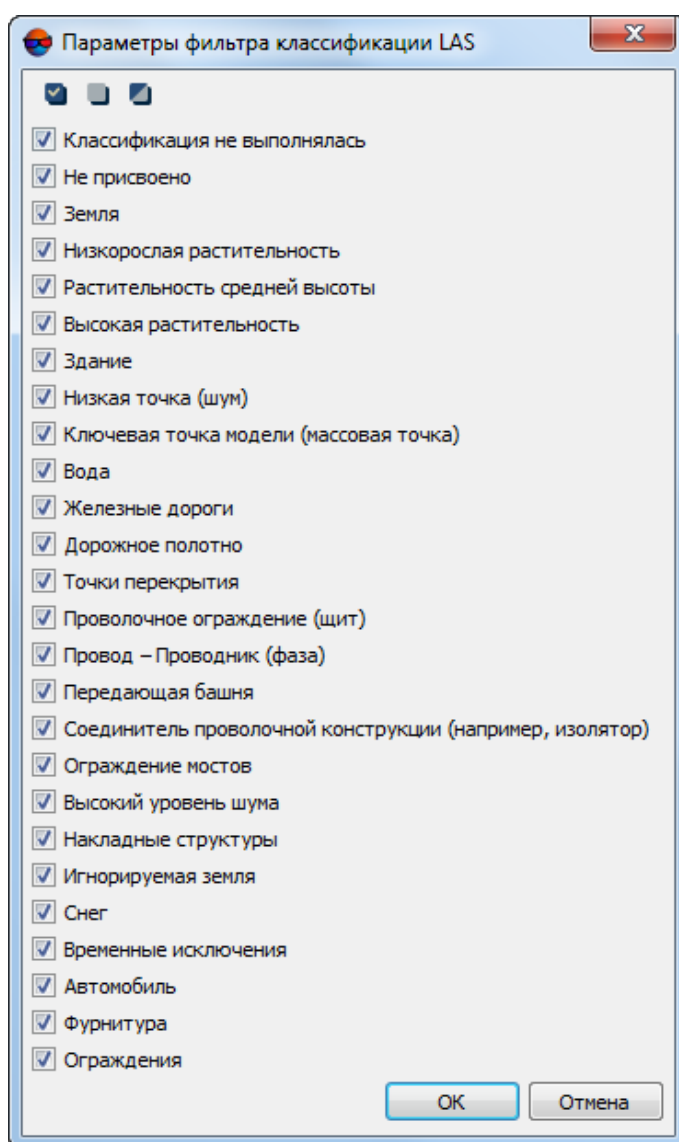 Параметры фильтра классификации LAS
Классификация не выполнялась
Не присвоено
Земля
Низкорослая растительность
Растительность средней высоты
Высокая растительность
Здание
Низкая точка (шум)
Ключевая точка модели (массовая точка)
Вода
Железные дороги
Дорожное полотно
Точки перекрытия
Проволочное ограждение (щит)
Провод – Проводник (фаза)
Передающая башня
Соединитель проволочной конструкции (например, изолятор)
Ограждение мостов
Высокий уровень шума
Накладные структуры
Игнорируемая земля
Снег
Временные исключения
Автомобиль
Фурнитура
Ограждения
OK Отмена